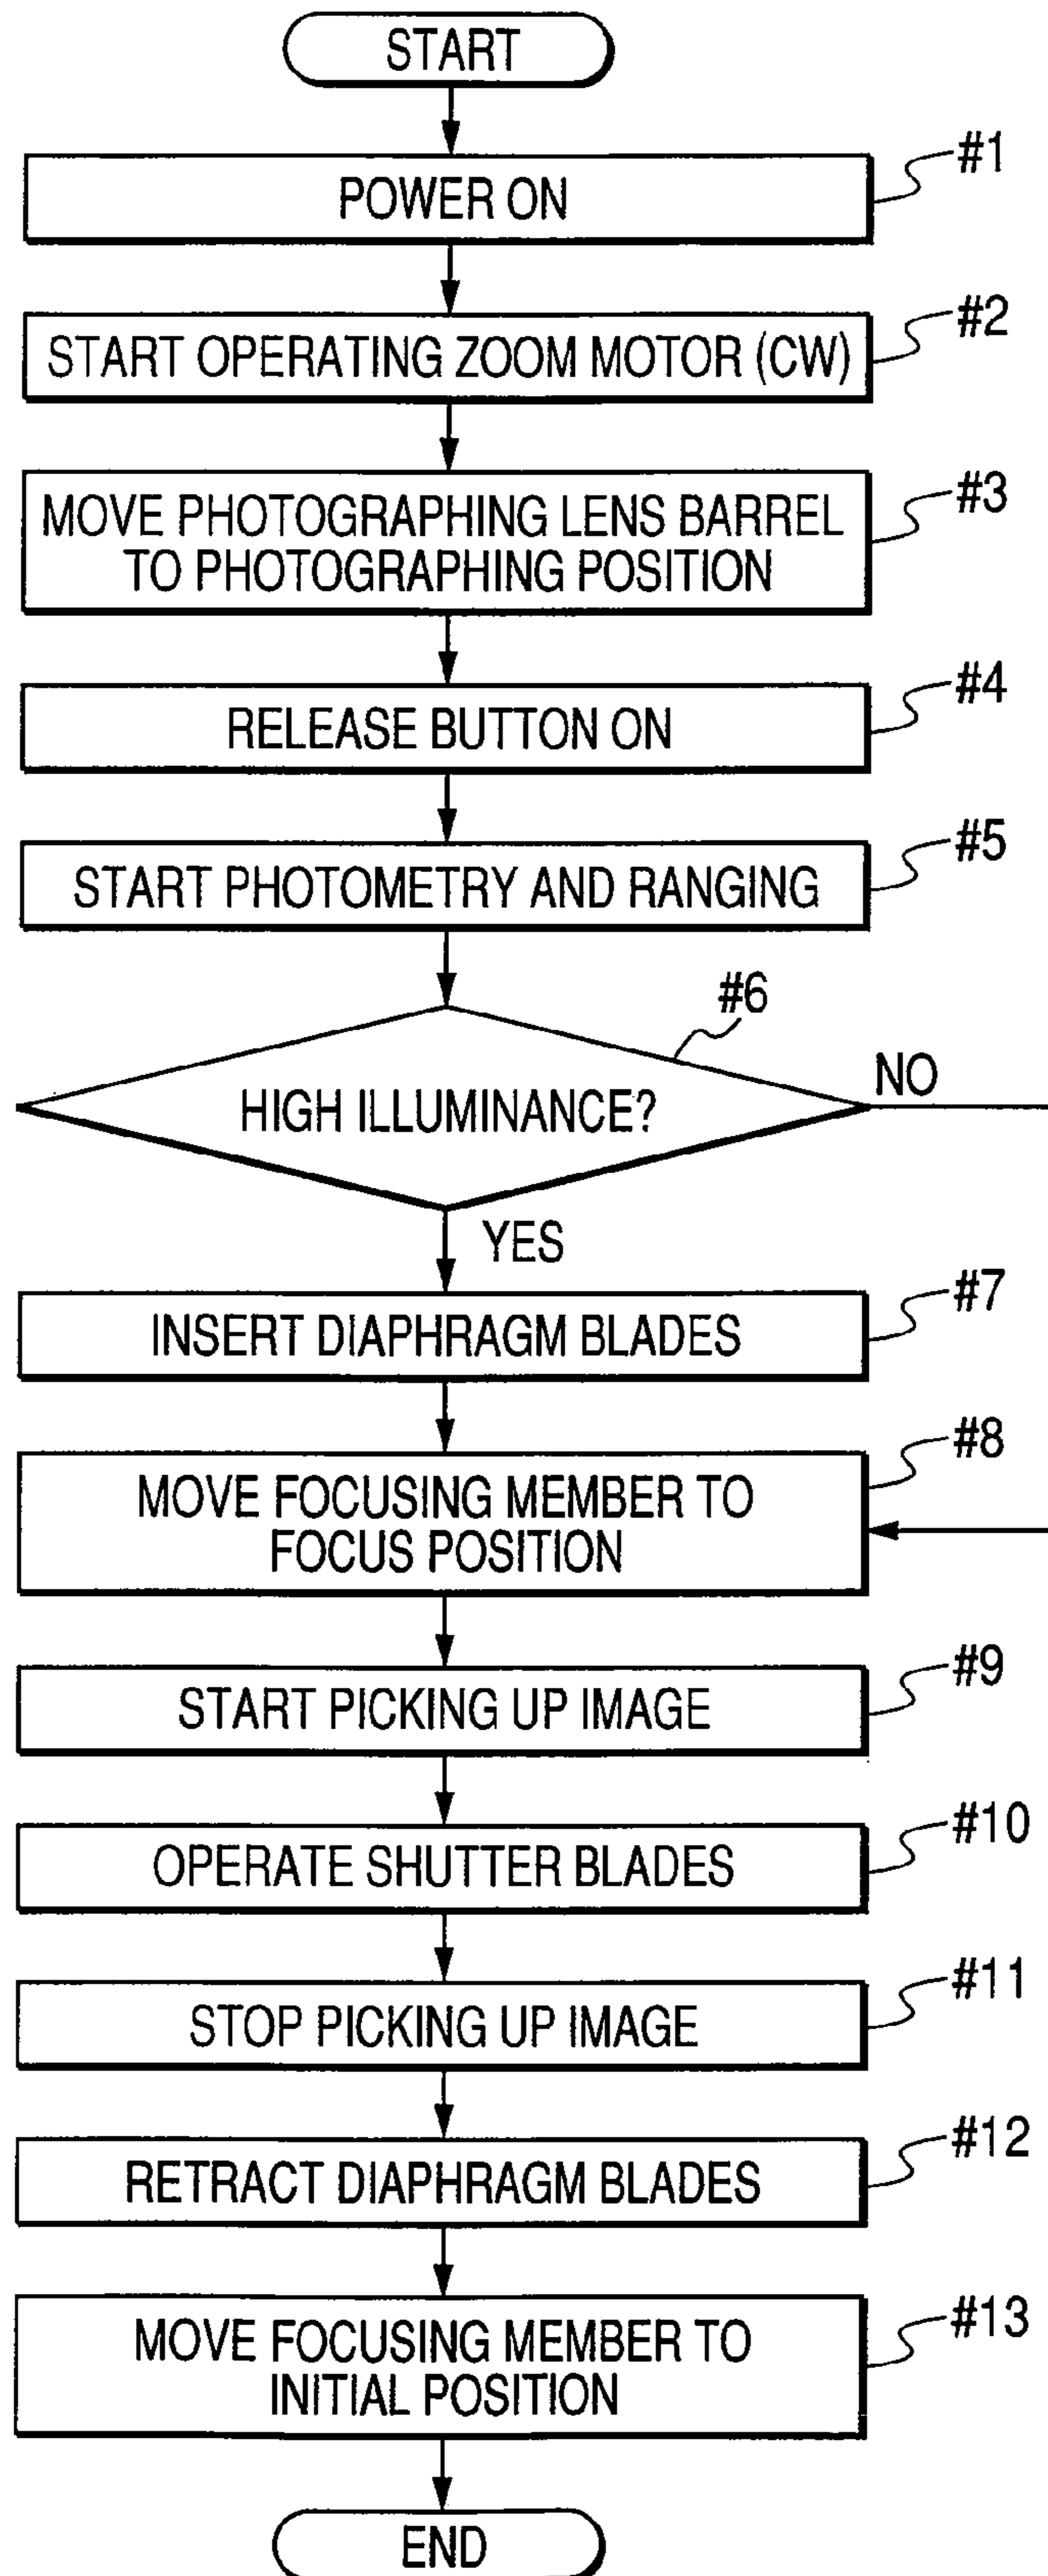 START
#1
POWER ON
#2
START OPERATING ZOOM MOTOR (CW)
#3
MOVE PHOTOGRAPHING LENS BARREL
TO PHOTOGRAPHING POSITION
#4
RELEASE BUTTON ON
#5
START PHOTOMETRY AND RANGING
#6
HIGH ILLUMINANCE?
NO
YES
#7
INSERT DIAPHRAGM BLADES
#8
MOVE FOCUSING MEMBER TO
FOCUS POSITION
#9
START PICKING UP IMAGE
#10
OPERATE SHUTTER BLADES
#11
STOP PICKING UP IMAGE
#12
RETRACT DIAPHRAGM BLADES
#13
MOVE FOCUSING MEMBER TO
INITIAL POSITION
END